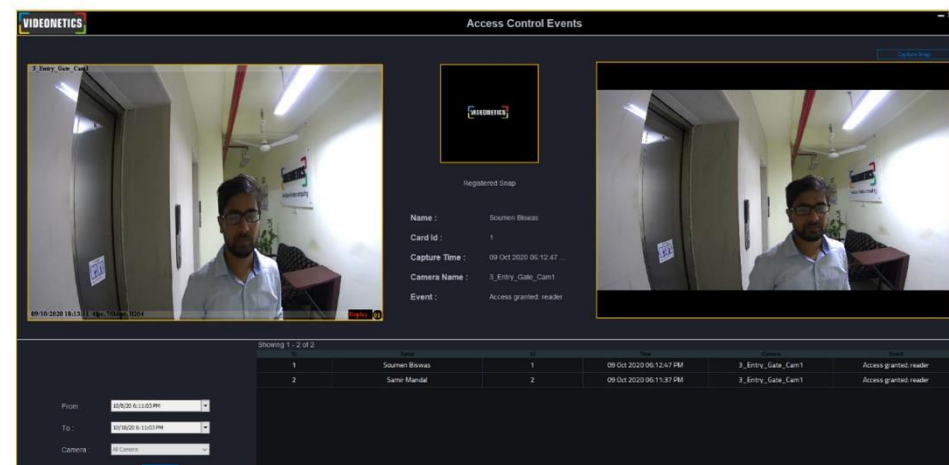 VIDEONETICS
Access Control Events
Capture Snap
3_Entry_Gate_Cam1
VIDEONETICS
Registered Snap
Name : Soumen Biswas
Card Id : 1
Capture Time : 09 Oct 2020 06:12:47 ...
Camera Name : 3_Entry_Gate_Cam1
Event : Access granted: reader
Replay
Showing 1 - 2 of 2
1 Soumen Biswas 1 09 Oct 2020 06:12:47 PM 3_Entry_Gate_Cam1 Access granted: reader
2 Samir Mandal 2 09 Oct 2020 06:11:37 PM 3_Entry_Gate_Cam1 Access granted: reader
From 10/8/20 6:11:03 PM
To : 10/10/20 6:11:03 PM
Camera : All Camera